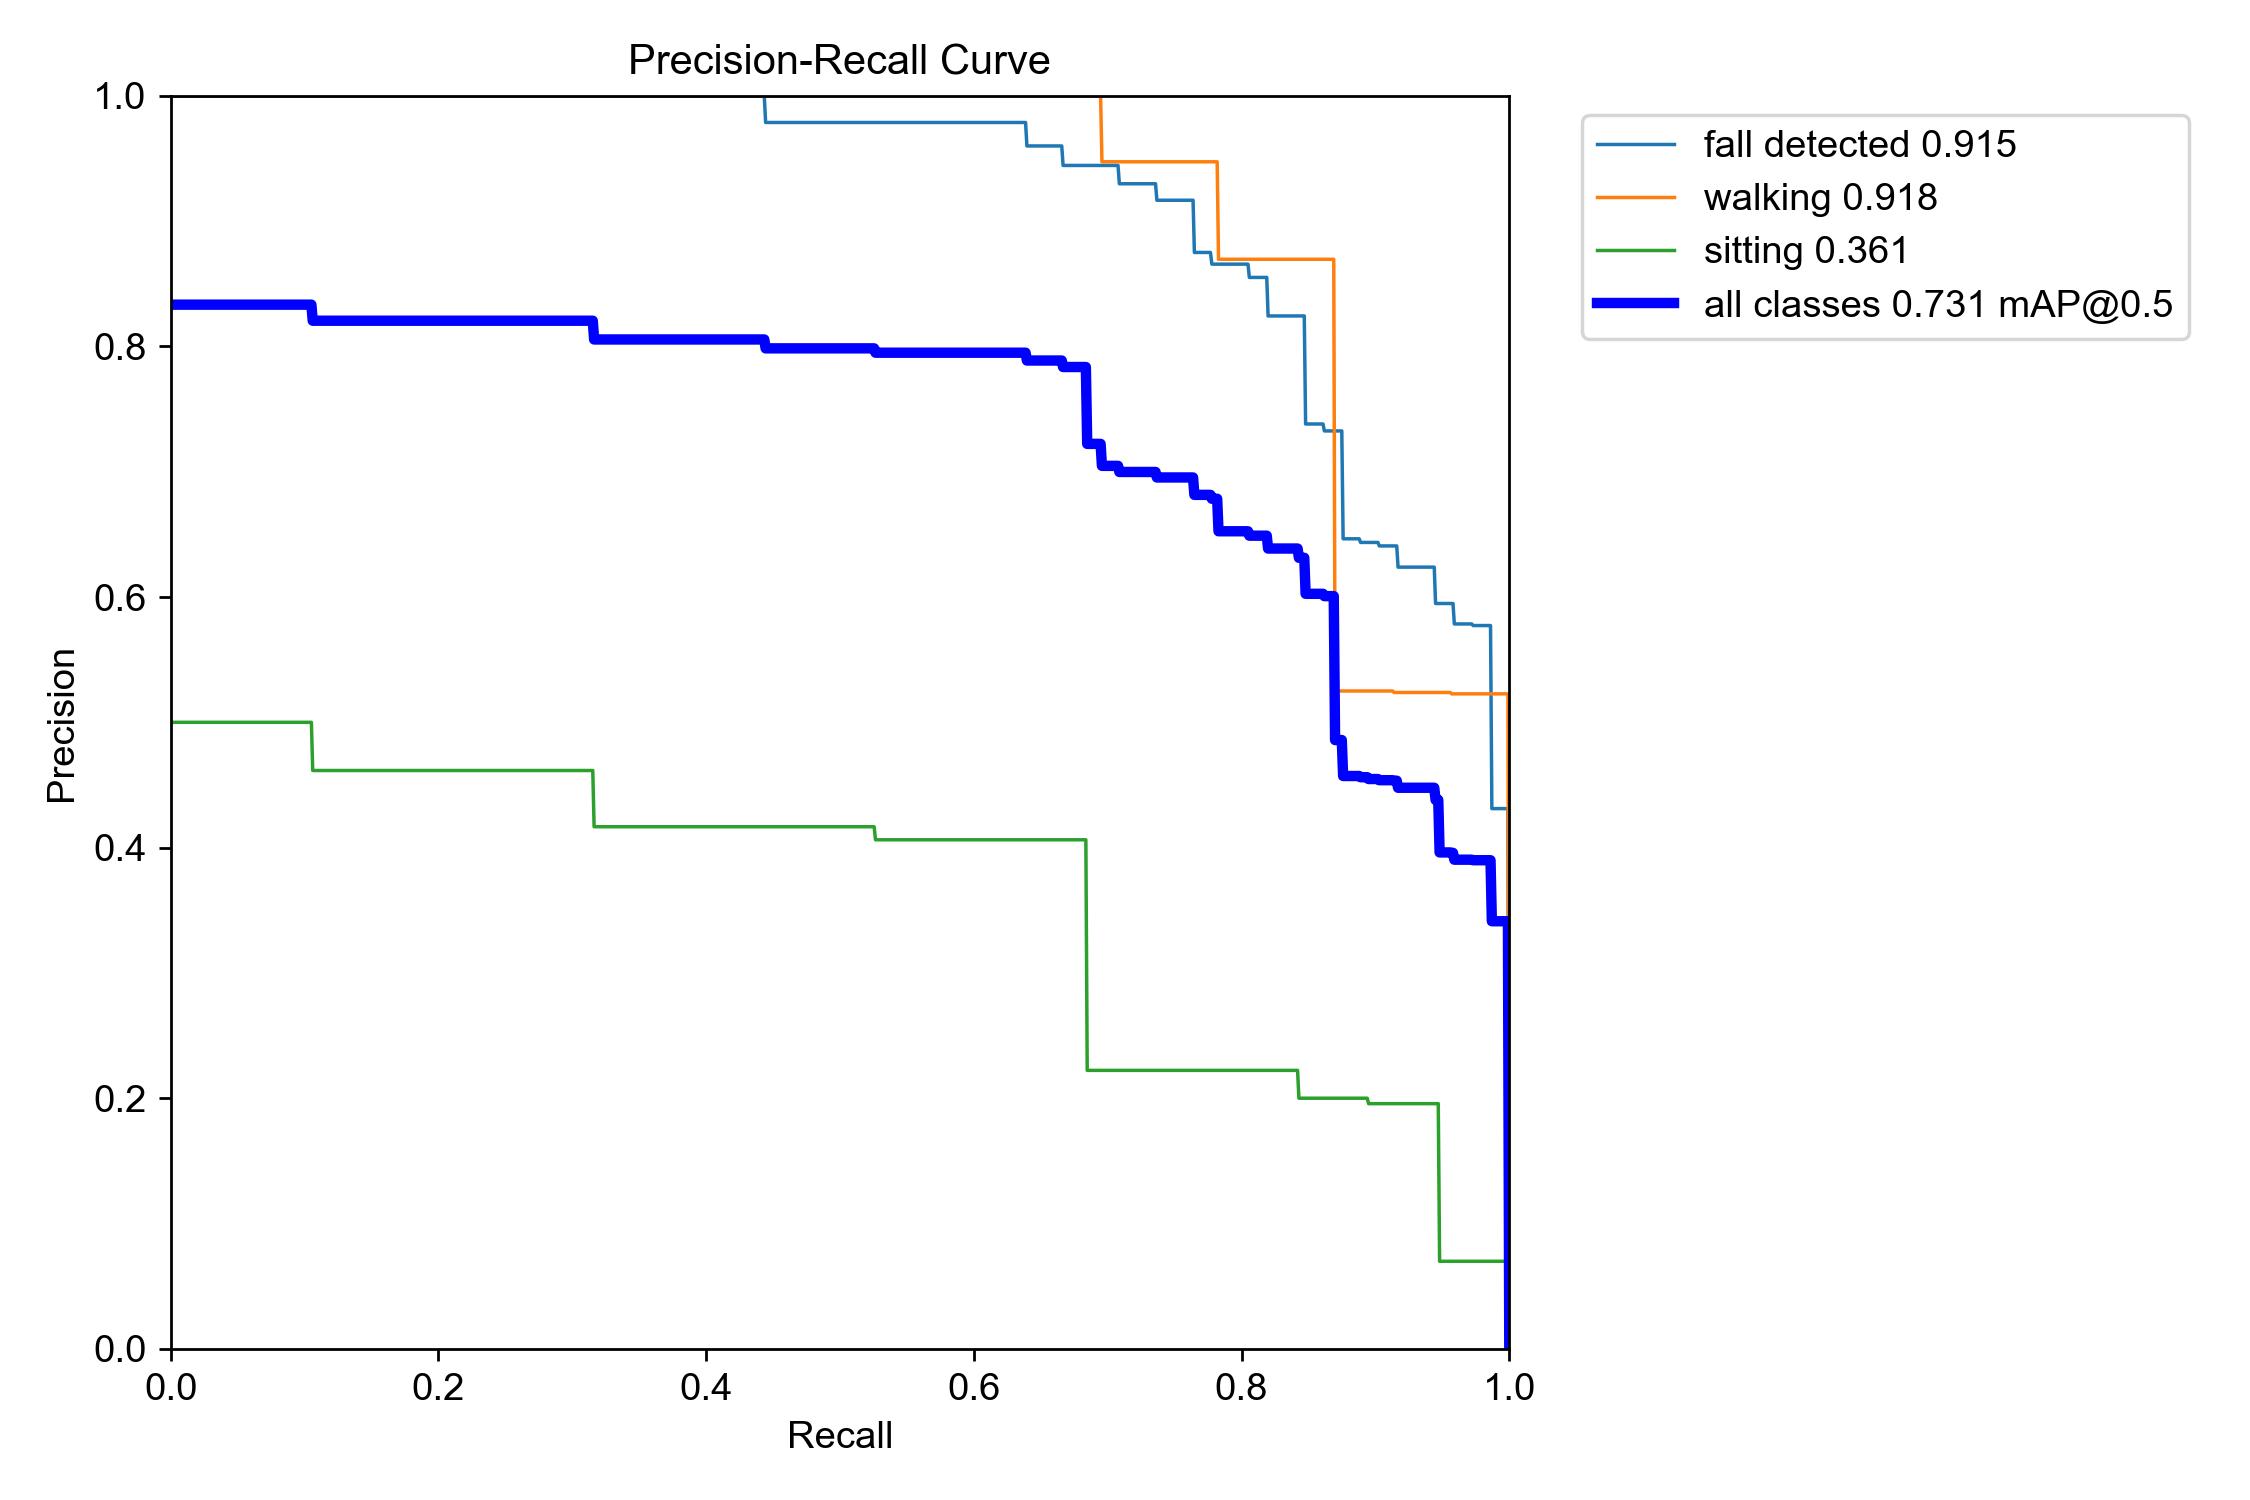 Precision-Recall Curve
1.0
0.8
0.6
0.4
0.2
0.0
Precision
0.0 0.2 0.4 0.6 0.8 1.0
Recall
fall detected 0.915
walking 0.918
sitting 0.361
all classes 0.731 mAP@0.5